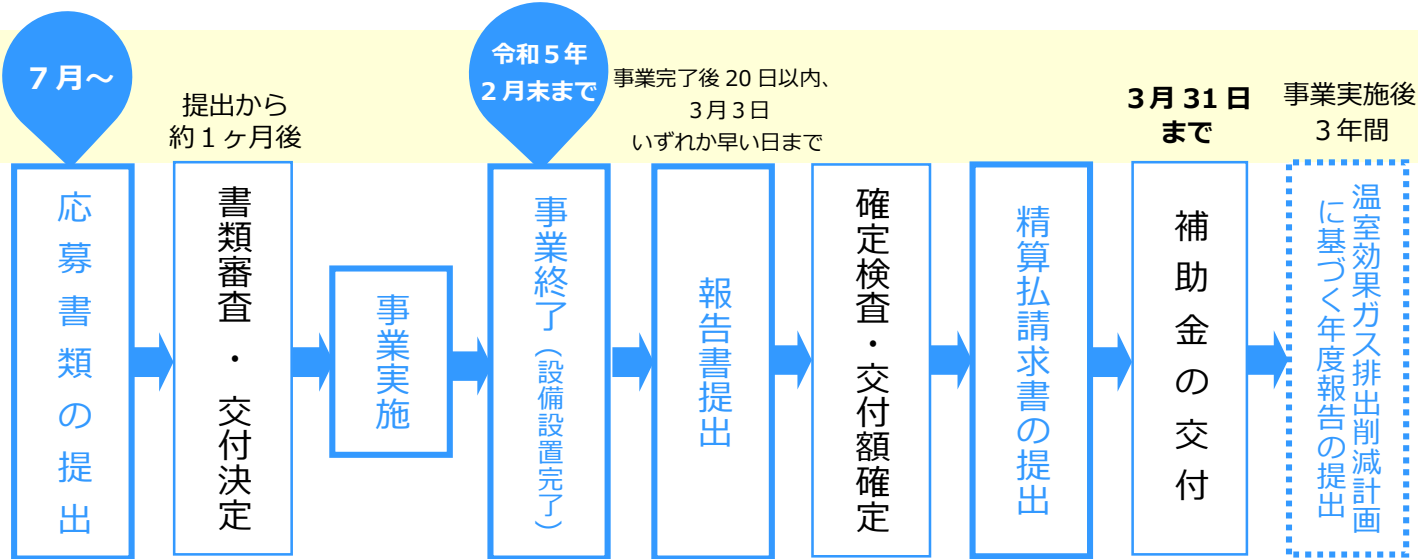 ７月～
提出から
約１ヶ月後
令和５年
２月末まで
事業完了後 20 日以内、
３月３日
いずれか早い日まで
３月 31 日
まで
事業実施後
３年間
応募書類の提出
書類審査・交付決定
事業実施
事業終了（設備設置完了）
報告書提出
確定検査・交付額確定
精算払請求書の提出
補助金の交付
温室効果ガス排出削減計画
に基づく年度報告の提出